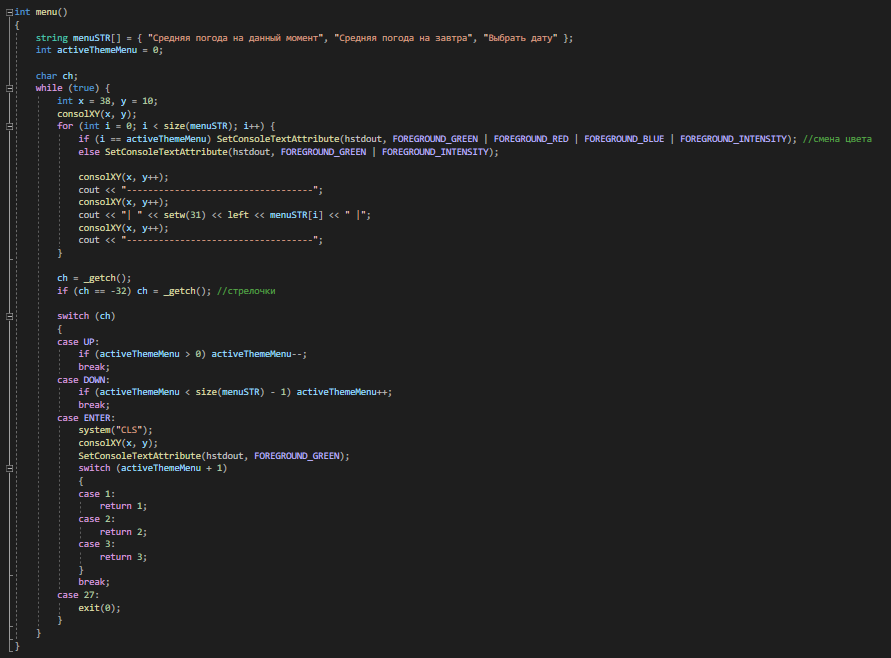 int menu()
{
string menuSTR[] = { "Средняя погода на данный момент", "Средняя погода на завтра", "Выбрать дату" };
int activeThemeMenu = 0;
char ch;
while (true) {
int x = 38, y = 10;
consolXY(x, y);
for (int i = 0; i < size(menuSTR); i++) {
if (i == activeThemeMenu) SetConsoleTextAttribute(hstdout, FOREGROUND_GREEN | FOREGROUND_RED | FOREGROUND_BLUE | FOREGROUND_INTENSITY); //смена цвета
else SetConsoleTextAttribute(hstdout, FOREGROUND_GREEN | FOREGROUND_INTENSITY);
consolXY(x, y++);
cout << "-----------------------------------";
consolXY(x, y++);
cout << "| " << setw(31) << left << menuSTR[i] << " |";
consolXY(x, y++);
cout << "-----------------------------------";
}
ch = _getch();
if (ch == -32) ch = _getch(); //стрелочки
switch (ch)
{
case UP:
if (activeThemeMenu > 0) activeThemeMenu--;
break;
case DOWN:
if (activeThemeMenu < size(menuSTR) - 1) activeThemeMenu++;
break;
case ENTER:
system("CLS");
consolXY(x, y);
SetConsoleTextAttribute(hstdout, FOREGROUND_GREEN);
switch (activeThemeMenu + 1)
{
case 1:
return 1;
case 2:
return 2;
case 3:
return 3;
}
break;
case 27:
exit(0);
}
}
}